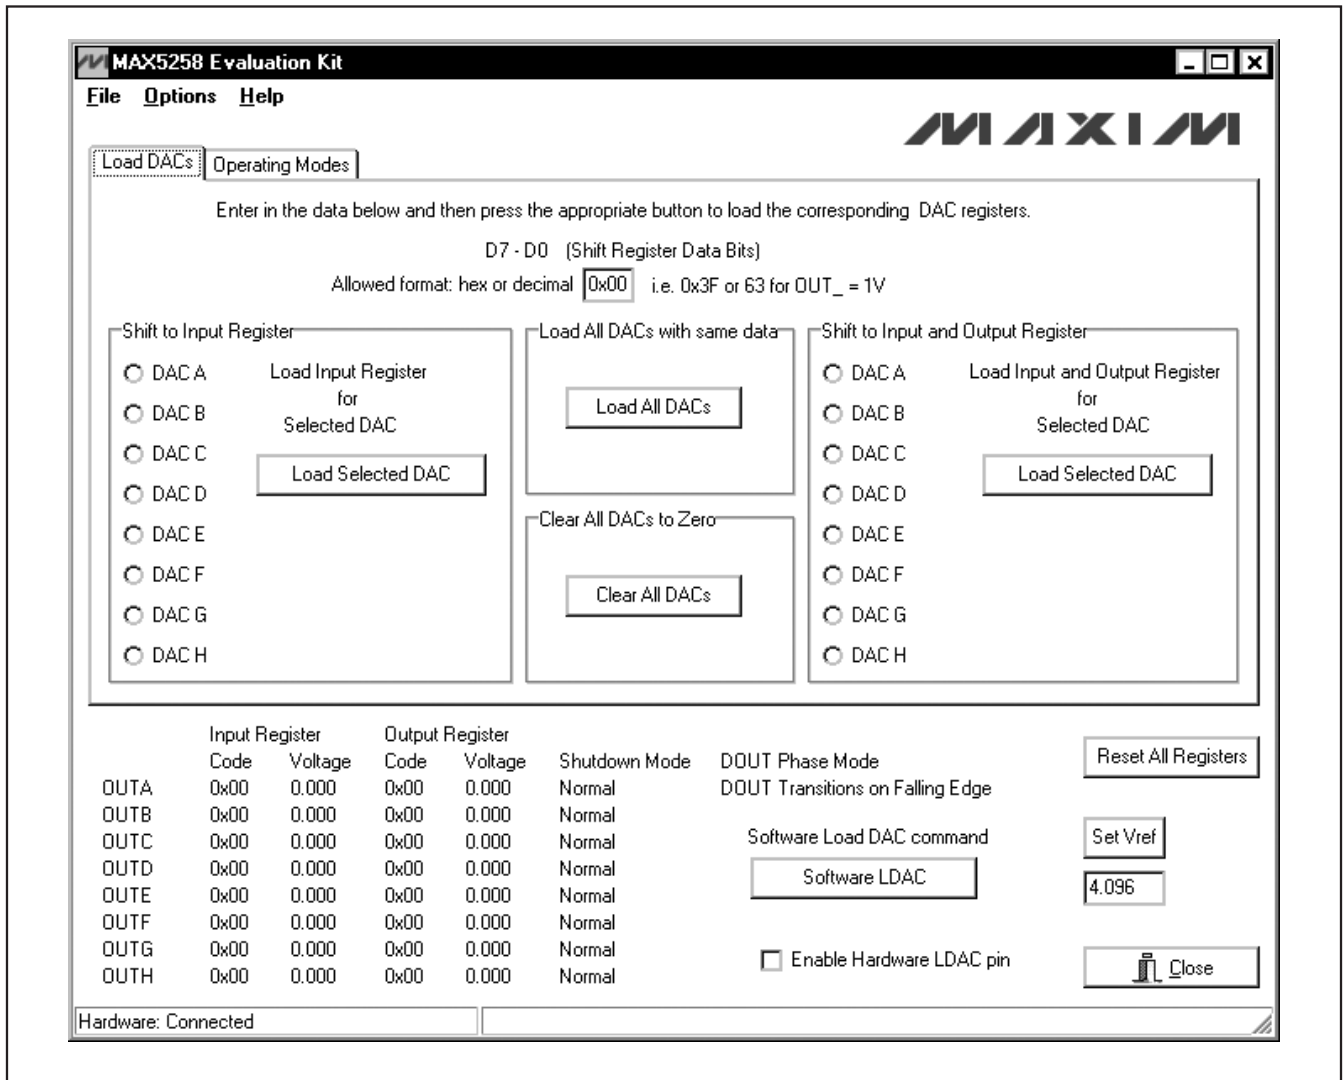 MAX5258 Evaluation Kit
File Options Help
MAXIM
Load DACs Operating Modes
Enter in the data below and then press the appropriate button to load the corresponding DAC registers.
D7 - D0 (Shift Register Data Bits)
Allowed format: hex or decimal 0x00 i.e. 0x3F or 63 for OUT_ = 1V
Shift to Input Register
DAC A
DAC B
DAC C
DAC D
DAC E
DAC F
DAC G
DAC H
Load Input Register
for
Selected DAC
Load Selected DAC
Load All DACs with same data
Load All DACs
Clear All DACs to Zero
Clear All DACs
Shift to Input and Output Register
DAC A
DAC B
DAC C
DAC D
DAC E
DAC F
DAC G
DAC H
Load Input and Output Register
for
Selected DAC
Load Selected DAC
Input Register Output Register
Code Voltage Code Voltage Shutdown Mode
OUTA 0x00 0.000 0x00 0.000 Normal
OUTB 0x00 0.000 0x00 0.000 Normal
OUTC 0x00 0.000 0x00 0.000 Normal
OUTD 0x00 0.000 0x00 0.000 Normal
OUTE 0x00 0.000 0x00 0.000 Normal
OUTF 0x00 0.000 0x00 0.000 Normal
OUTG 0x00 0.000 0x00 0.000 Normal
OUTH 0x00 0.000 0x00 0.000 Normal
DOUT Phase Mode
DOUT Transitions on Falling Edge
Software Load DAC command
Software LDAC
Enable Hardware LDAC pin
Reset All Registers
Set Vref
4.096
Close
Hardware: Connected